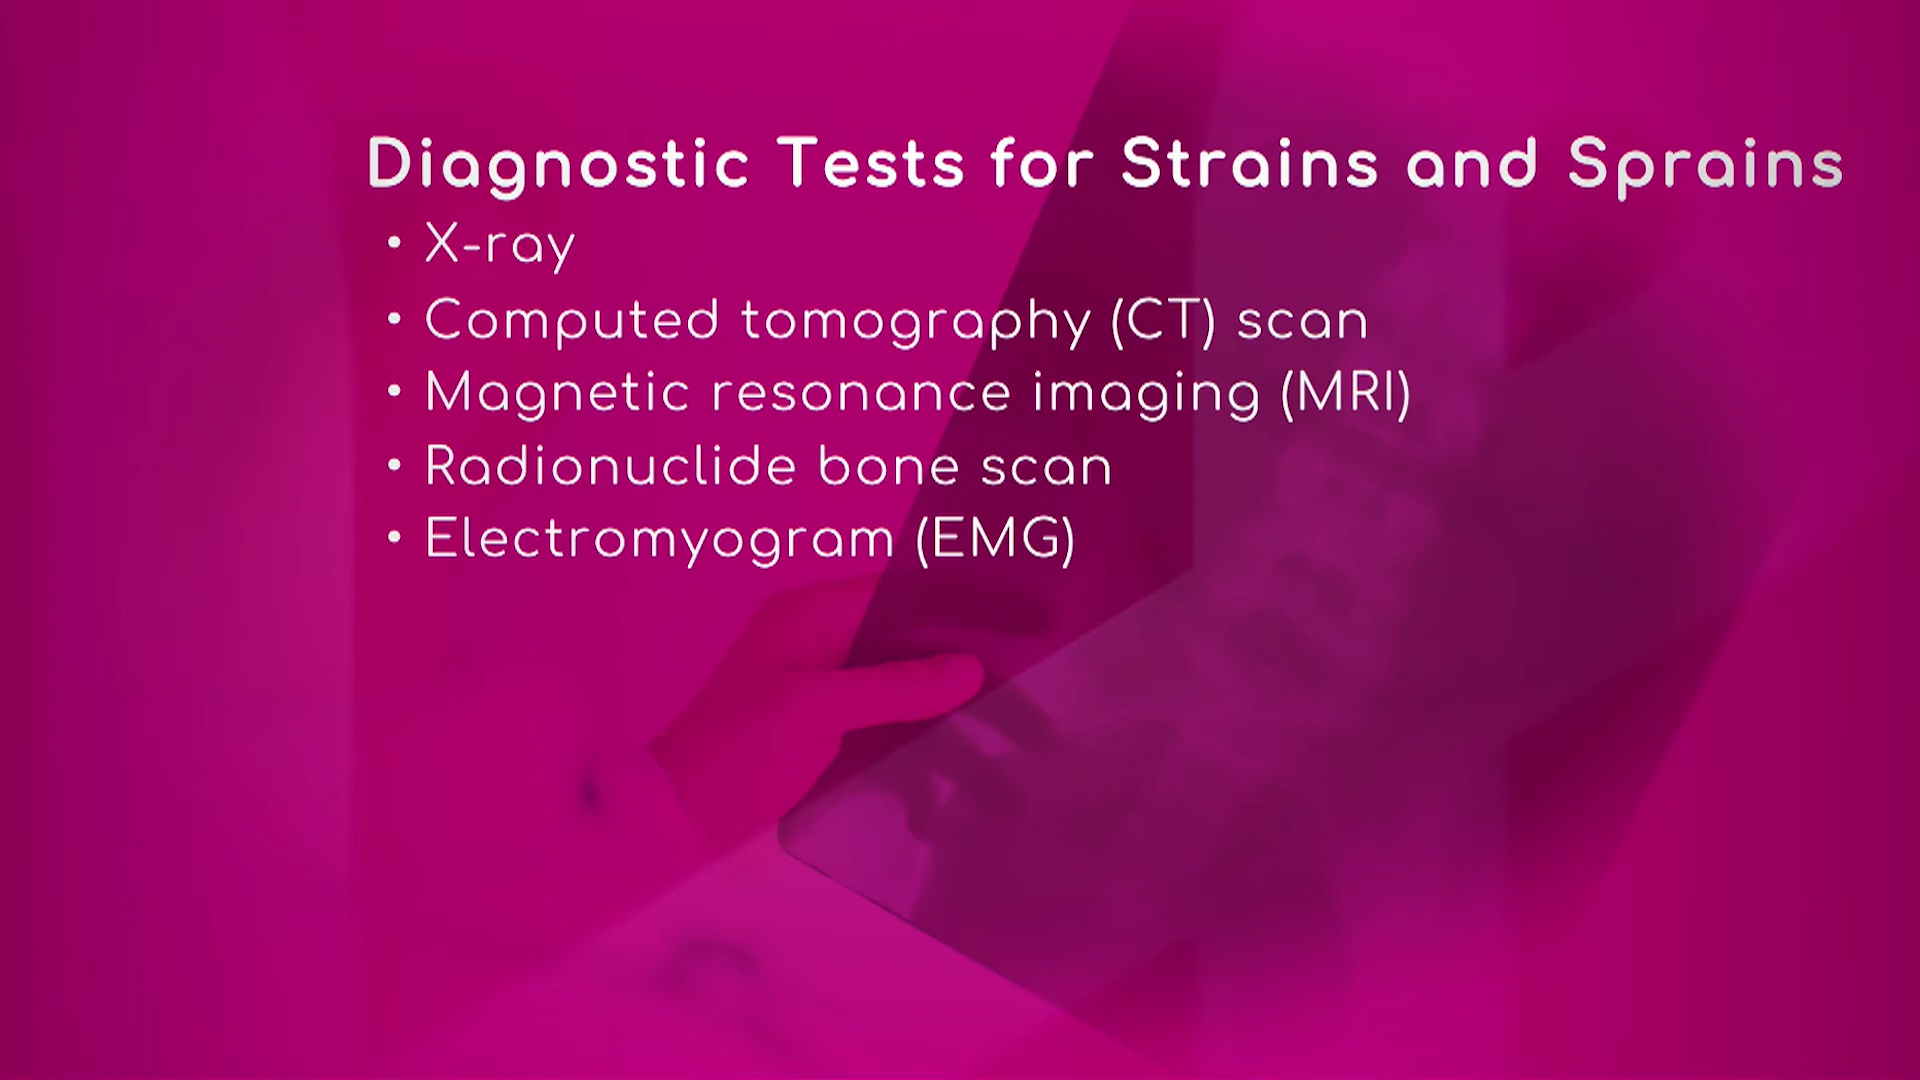 Diagnostic Tests for Strains and Sprains
• X-ray
• Computed tomography (CT) scan
• Magnetic resonance imaging (MRI)
• Radionuclide bone scan
• Electromyogram (EMG)